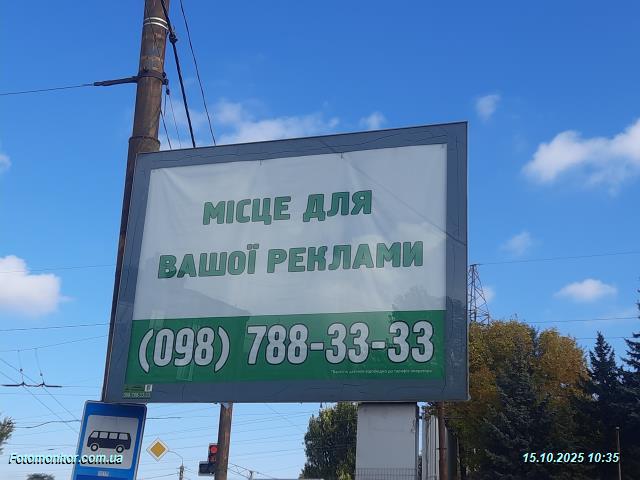 МІСЦЕ ДЛЯ
ВАШОЇ РЕКЛАМИ
(098) 788-33-33
Fotomonitor.com.ua
15.10.2025 10:35